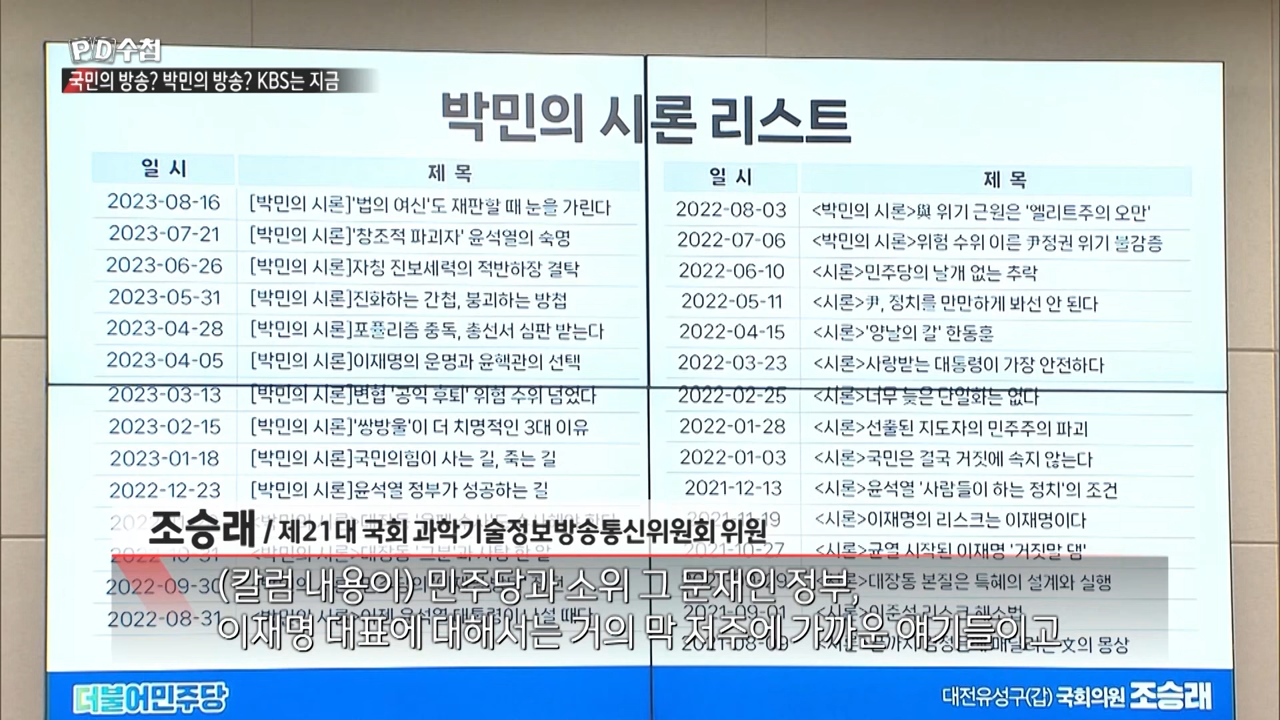 PD수첩
국민의 방송? 박민의 방송? KBS는 지금
박민의 시론 리스트
일 시 제 목
2023-08-16 [박민의 시론]'법의 여신'도 재판할 때 눈을 가린다
2023-07-21 [박민의 시론]'창조적 파괴자' 윤석열의 숙명
2023-06-26 [박민의 시론]자칭 진보세력의 적반하장 결탁
2023-05-31 [박민의 시론]진화하는 간첩, 붕괴하는 방첩
2023-04-28 [박민의 시론]포퓰리즘 중독, 총선서 심판 받는다
2023-04-05 [박민의 시론]이재명의 운명과 윤핵관의 선택
2023-03-13 [박민의 시론]변협 '공익 후퇴' 위험 수위 넘었다
2023-02-15 [박민의 시론]'쌍방울'이 더 치명적인 3대 이유
2023-01-18 [박민의 시론]국민의힘이 사는 길, 죽는 길
2022-12-23 [박민의 시론]윤석열 정부가 성공하는 길
2022-09-30
2022-08-31
일 시 제 목
2022-08-03 <박민의 시론>與 위기 근원은 '엘리트주의 오만'
2022-07-06 <박민의 시론>위험 수위 이른 尹정권 위기 불감증
2022-06-10 <시론>민주당의 날개 없는 추락
2022-05-11 <시론>尹, 정치를 만만하게 봐선 안 된다
2022-04-15 <시론>'양날의 칼' 한동훈
2022-03-23 <시론>사랑받는 대통령이 가장 안전하다
2022-02-25 <시론>너무 늦은 단일화는 없다
2022-01-28 <시론>선출된 지도자의 민주주의 파괴
2022-01-03 <시론>국민은 결국 거짓에 속지 않는다
2021-12-13 <시론>윤석열 '사람들이 하는 정치'의 조건
2021-11-19 <시론>이재명의 리스크는 이재명이다
2021-10-27 <시론>균열 시작된 이재명 '거짓말 댐'
대장동 본질은 특혜의 설계와 실행
2021-09-01 <시론>이준석 리스크 해소법
2021-08-09 文의 몽상
조승래 / 제21대 국회 과학기술정보방송통신위원회 위원
(칼럼 내용이) 민주당과 소위 그 문재인 정부,
이재명 대표에 대해서는 거의 막 저주에 가까운 얘기들이고
더불어민주당
대전유성구(갑) 국회의원 조승래